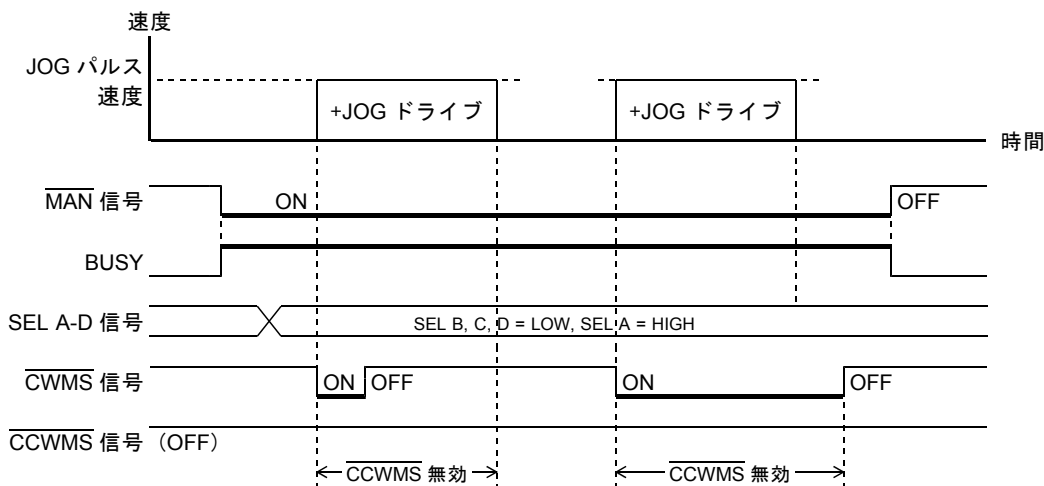 速度
JOG パルス
速度
+JOG ドライブ +JOG ドライブ
時間
MAN 信号 ON OFF
BUSY
SEL A-D 信号 SEL B, C, D = LOW, SEL A = HIGH
CWMS 信号 ON OFF ON OFF
CCWMS 信号 (OFF)
CCWMS 無効 CCWMS 無効